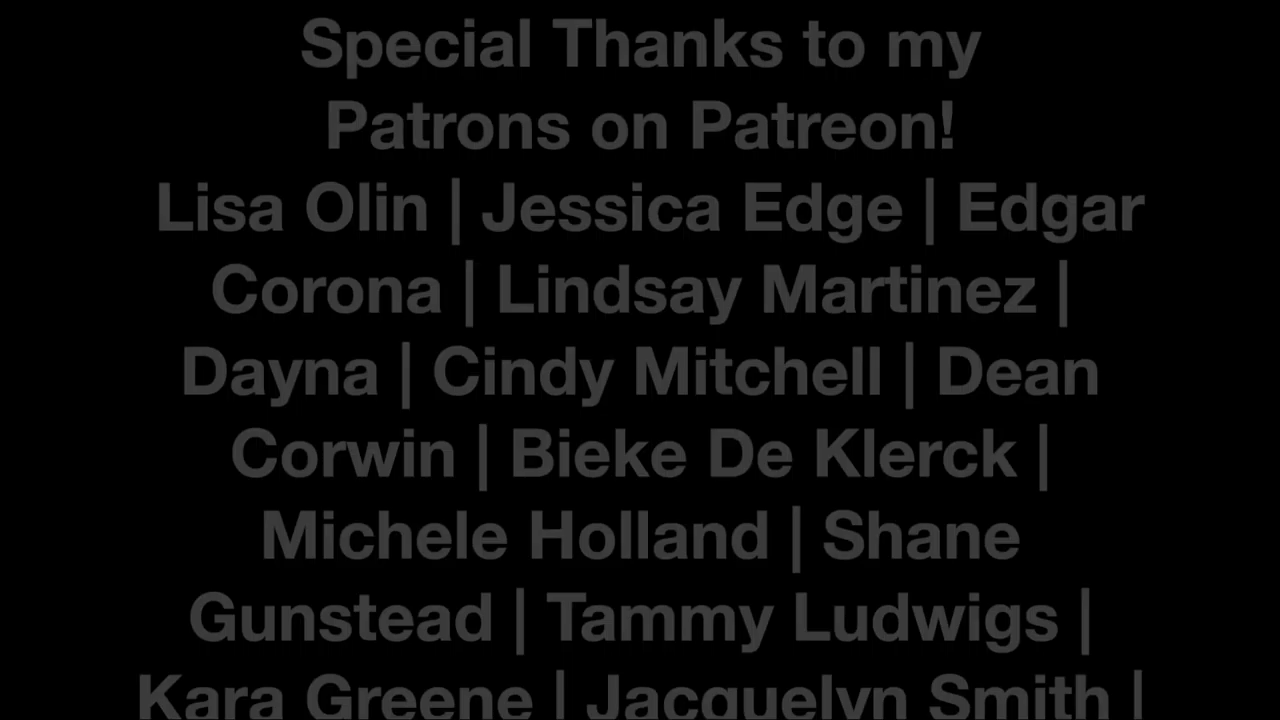 Special Thanks to my
Patrons on Patreon!
Lisa Olin | Jessica Edge | Edgar
Corona | Lindsay Martinez |
Dayna | Cindy Mitchell | Dean
Corwin | Bieke De Klerck |
Michele Holland | Shane
Gunstead | Tammy Ludwigs |
Kara Greene | Jacquelyn Smith |